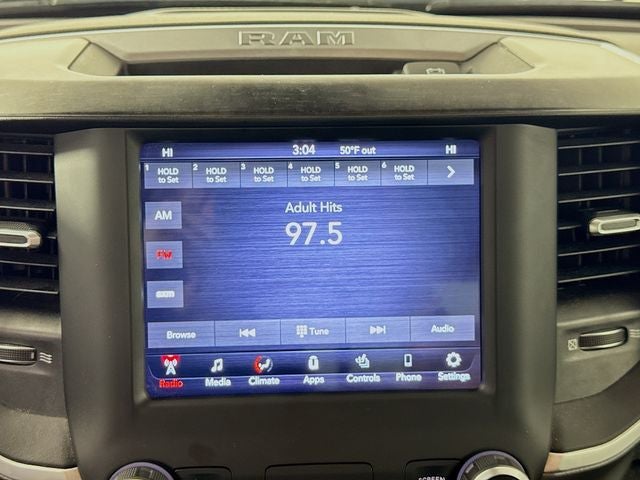 RAM
HI 3:04 50°F out HI
1 HOLD to Set 2 HOLD to Set 3 HOLD to Set 4 HOLD to Set 5 HOLD to Set 6 HOLD to Set
Adult Hits
AM
97.5
FM
sxm
Browse Tune Audio
Radio Media Climate Apps Controls Phone Settings
SCREEN